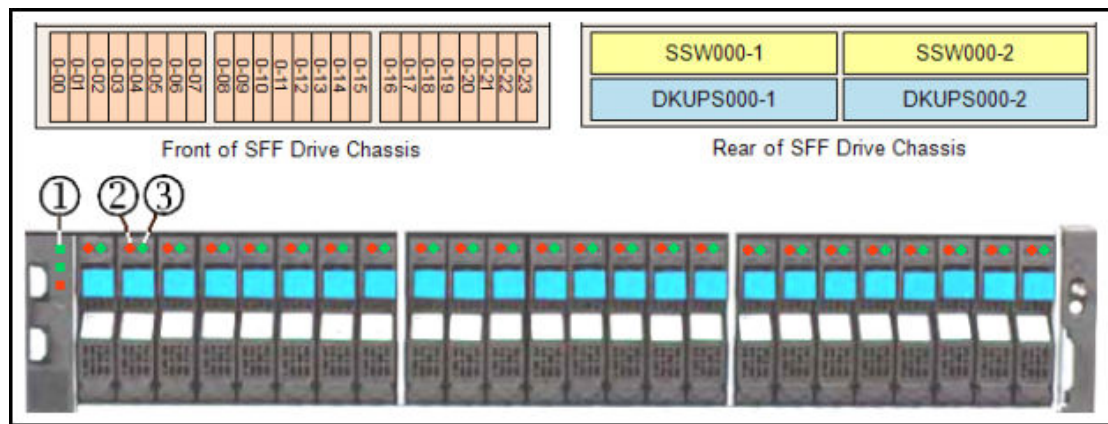 0-00 0-01 0-02 0-03 0-04 0-05 0-06 0-07 0-08 0-09 0-10 0-11 0-12 0-13 0-14 0-15 0-16 0-17 0-18 0-19 0-20 0-21 0-22 0-23
Front of SFF Drive Chassis
SSW000-1 SSW000-2
DKUPS000-1 DKUPS000-2
Rear of SFF Drive Chassis
① ② ③